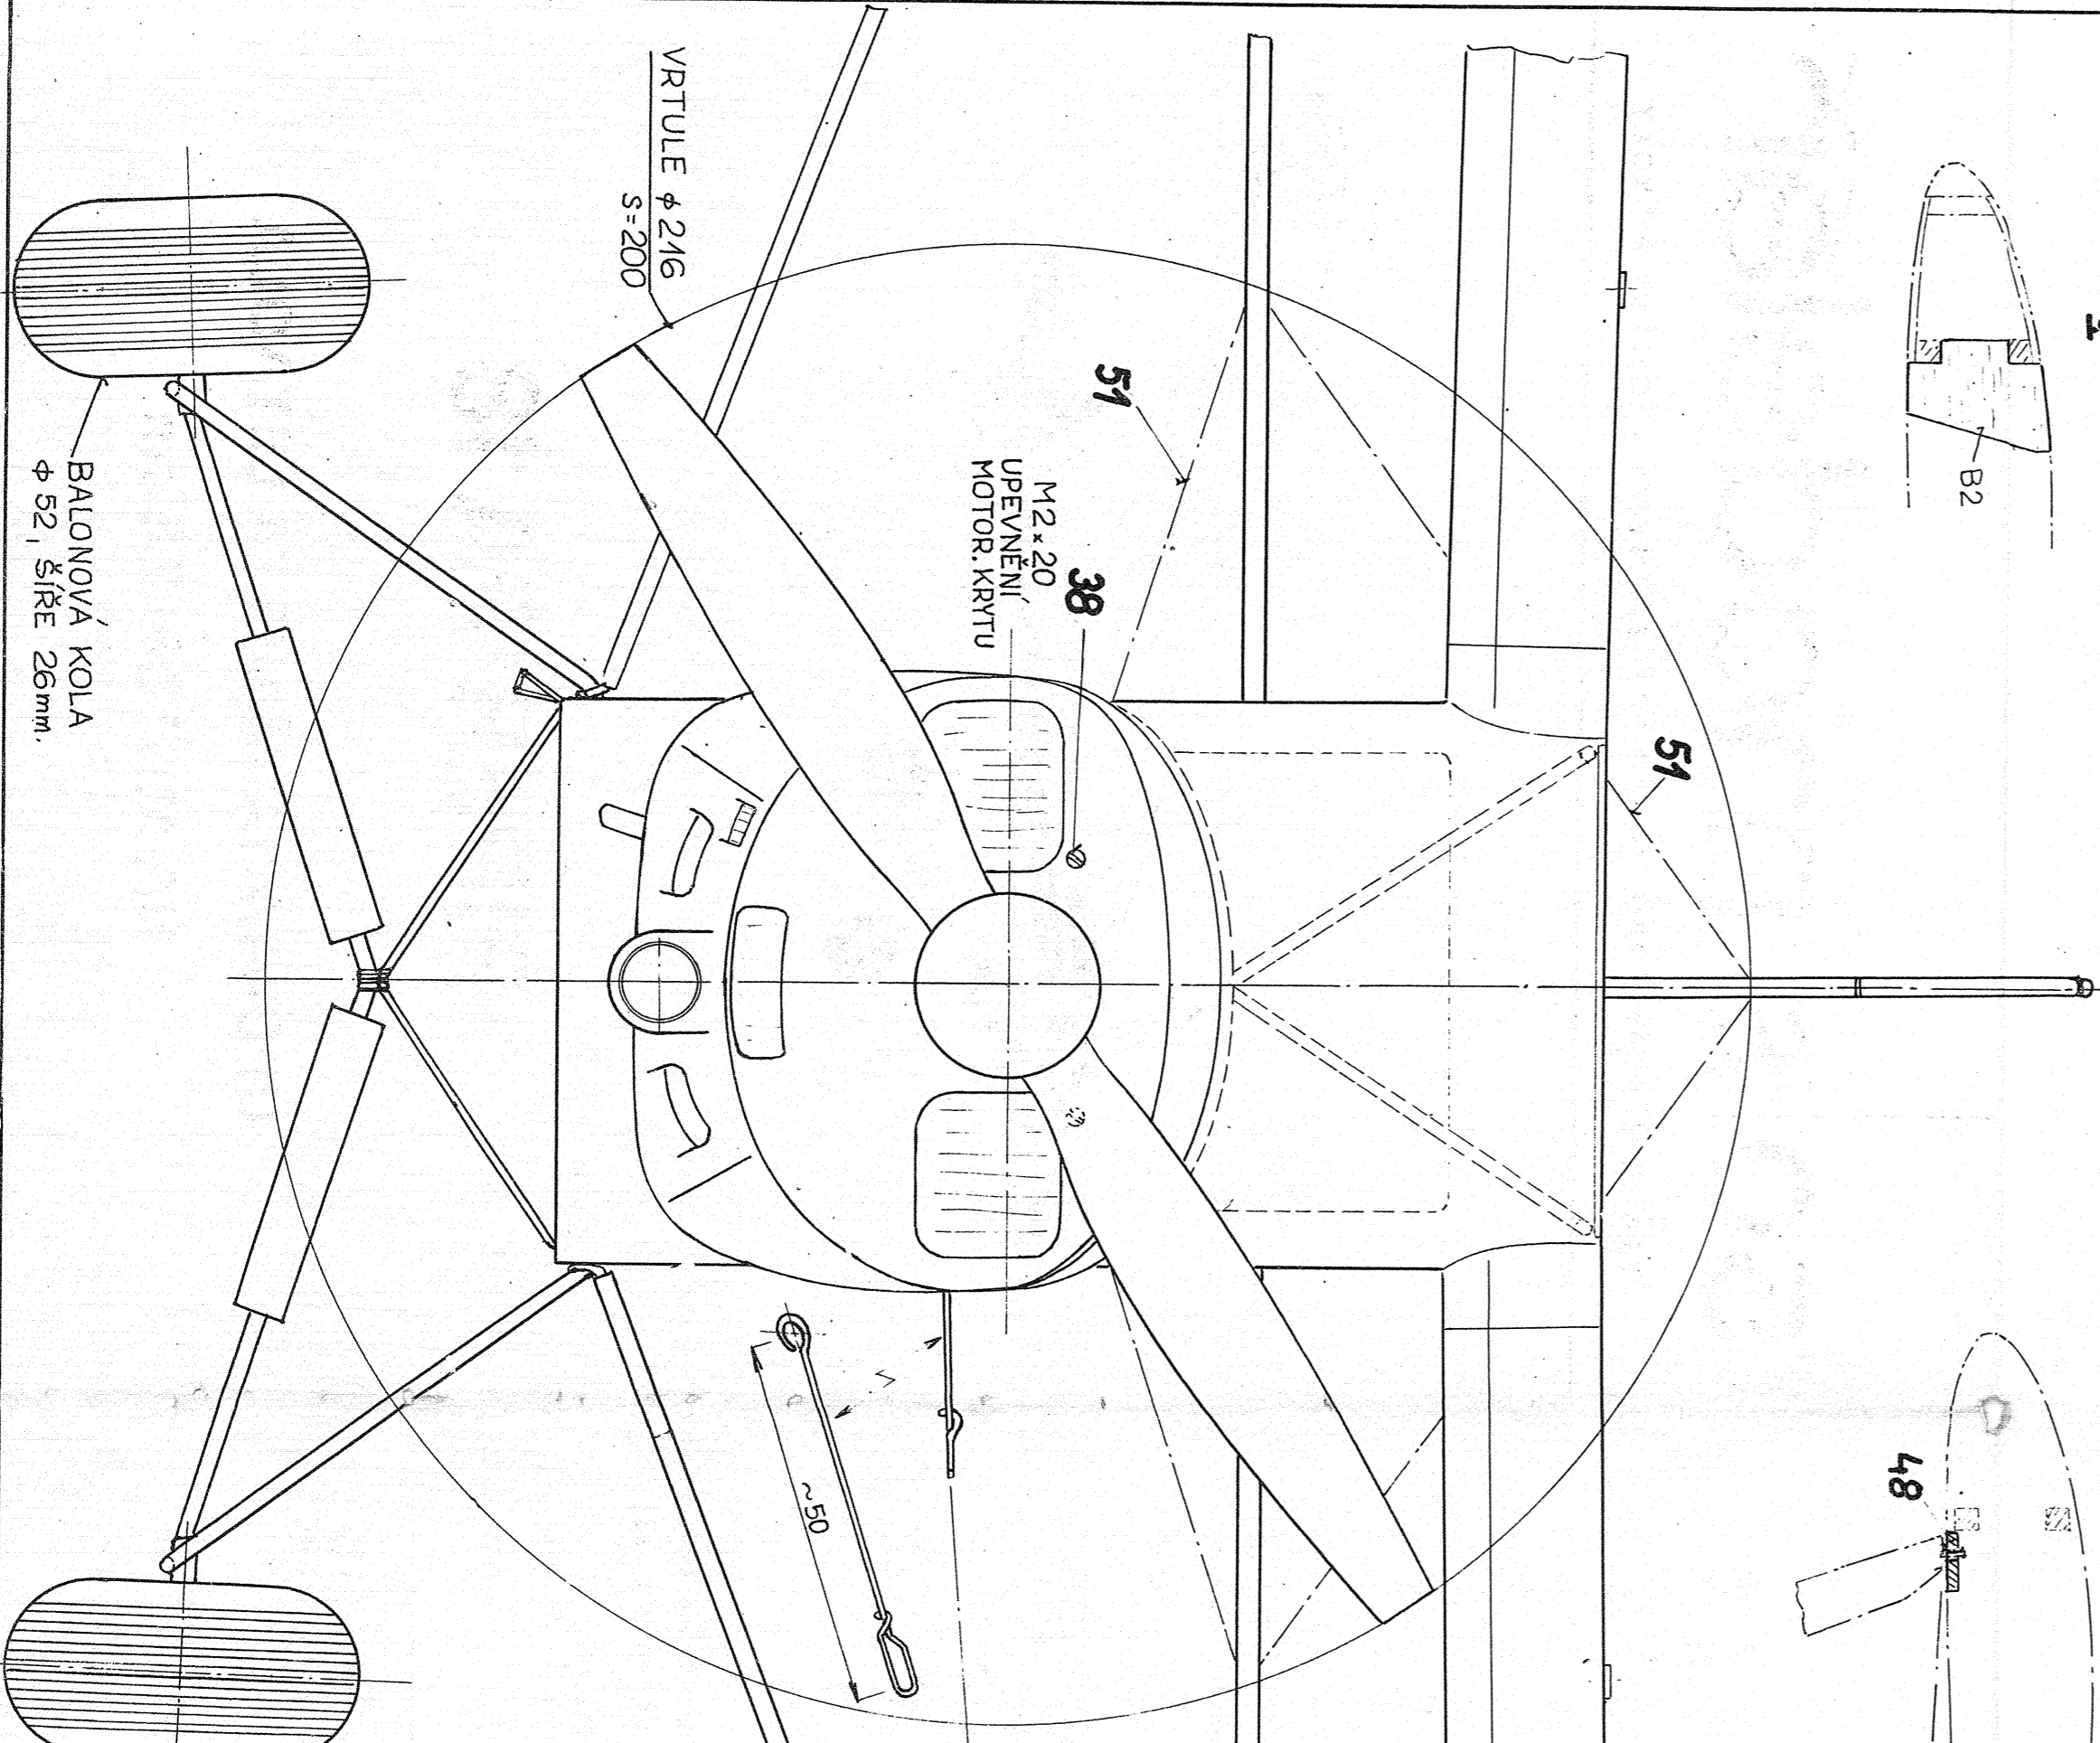 VRTULE ϕ 216
S=200
51
M2×20
UPEVNĚNÍ
MOTOR. KRYTU
38
51
B2
BALONOVÁ KOLA
ϕ 52, ŠÍŘE 26mm.
~50
48
1